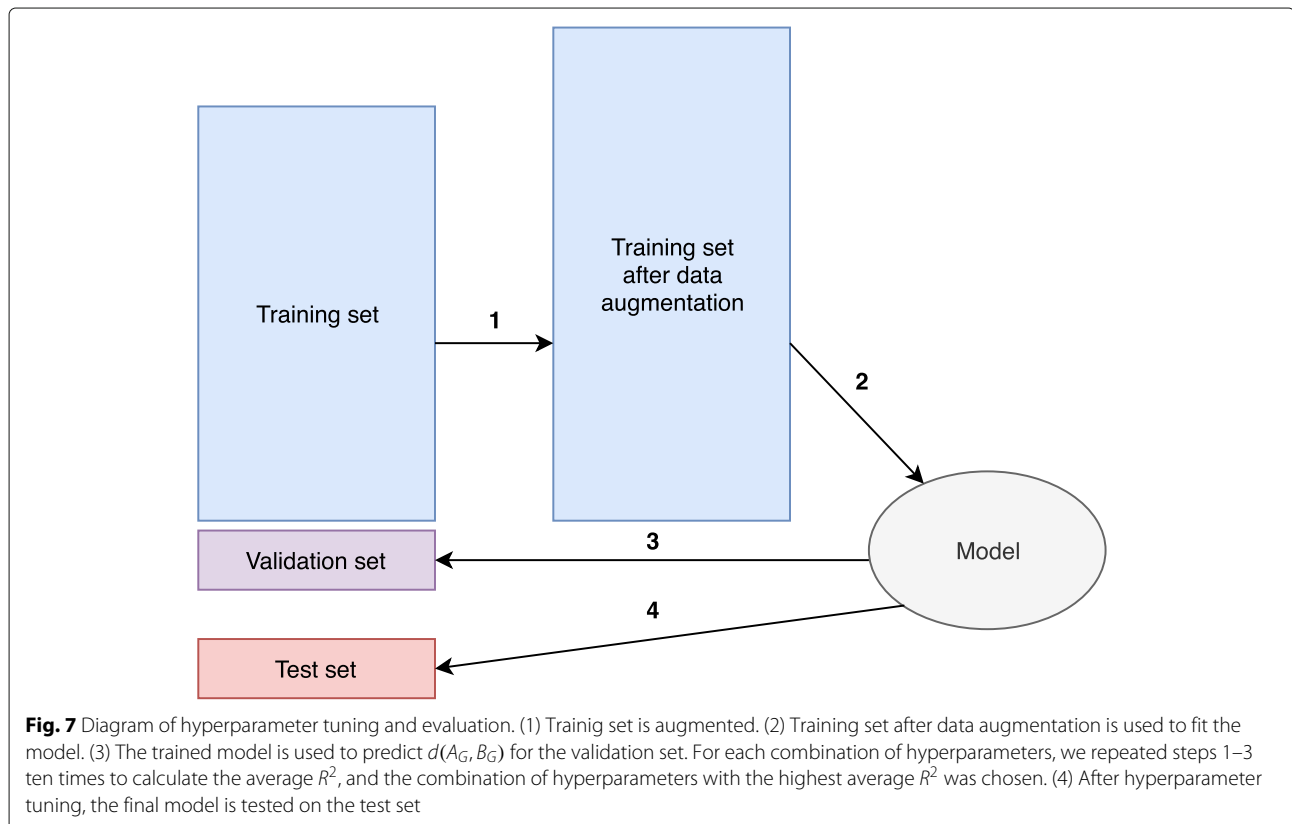 Training set
1
Training set
after data
augmentation
2
Model
Validation set
3
4
Test set
Fig. 7 Diagram of hyperparameter tuning and evaluation. (1) Trainig set is augmented. (2) Training set after data augmentation is used to fit the
model. (3) The trained model is used to predict d(A_G, B_G) for the validation set. For each combination of hyperparameters, we repeated steps 1–3
ten times to calculate the average R², and the combination of hyperparameters with the highest average R² was chosen. (4) After hyperparameter
tuning, the final model is tested on the test set